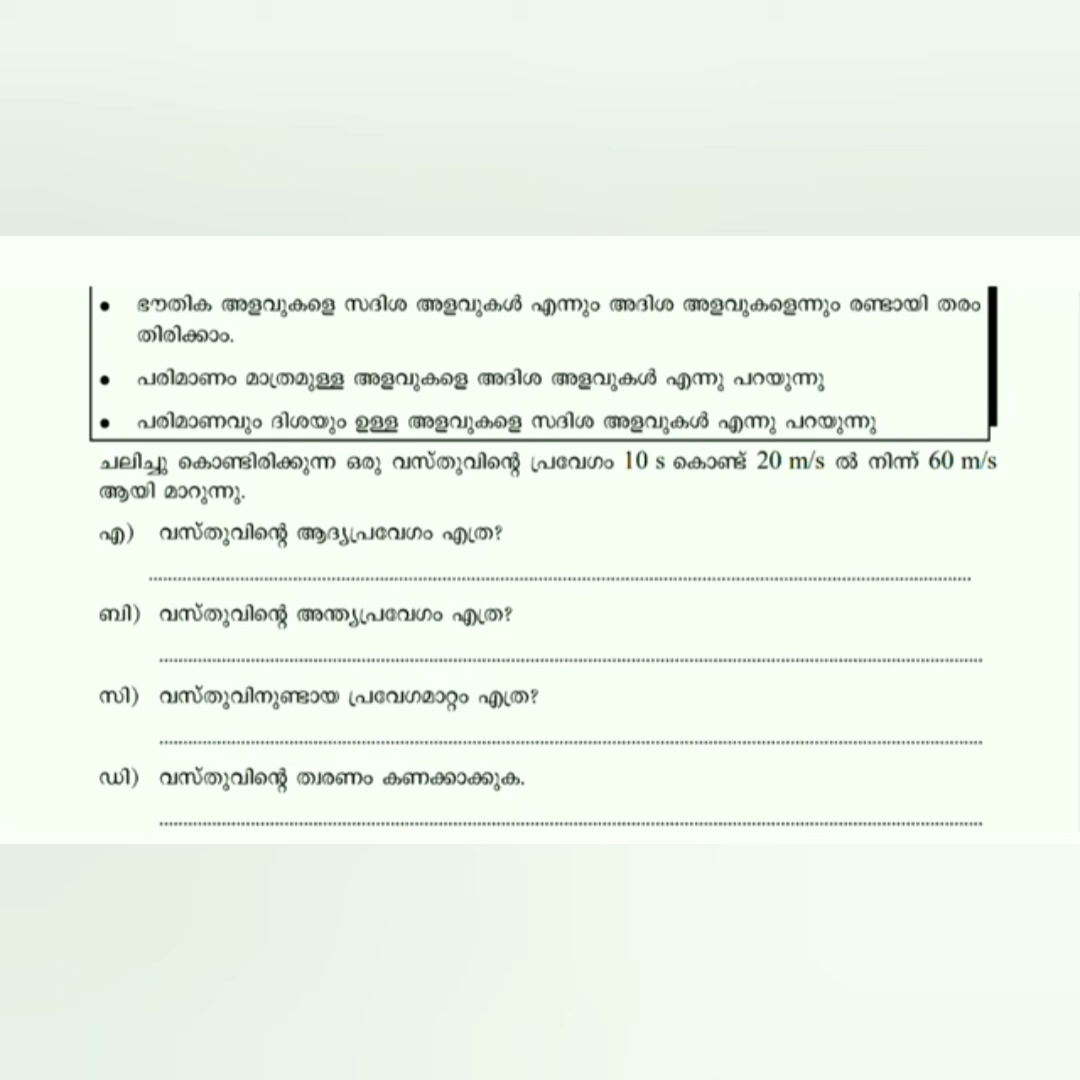 • ഭൗതിക അളവുകളെ സദിശ അളവുകൾ എന്നും അദിശ അളവുകളെന്നും രണ്ടായി തരം
തിരിക്കാം.
• പരിമാണം മാത്രമുള്ള അളവുകളെ അദിശ അളവുകൾ എന്നു പറയുന്നു
• പരിമാണവും ദിശയും ഉള്ള അളവുകളെ സദിശ അളവുകൾ എന്നു പറയുന്നു
ചലിച്ചു കൊണ്ടിരിക്കുന്ന ഒരു വസ്തുവിന്റെ പ്രവേഗം 10 s കൊണ്ട് 20 m/s ൽ നിന്ന് 60 m/s
ആയി മാറുന്നു.
എ) വസ്തുവിന്റെ ആദ്യപ്രവേഗം എത്ര?
ബി) വസ്തുവിന്റെ അന്ത്യപ്രവേഗം എത്ര?
സി) വസ്തുവിനുണ്ടായ പ്രവേഗമാറ്റം എത്ര?
ഡി) വസ്തുവിന്റെ ത്വരണം കണക്കാക്കുക.